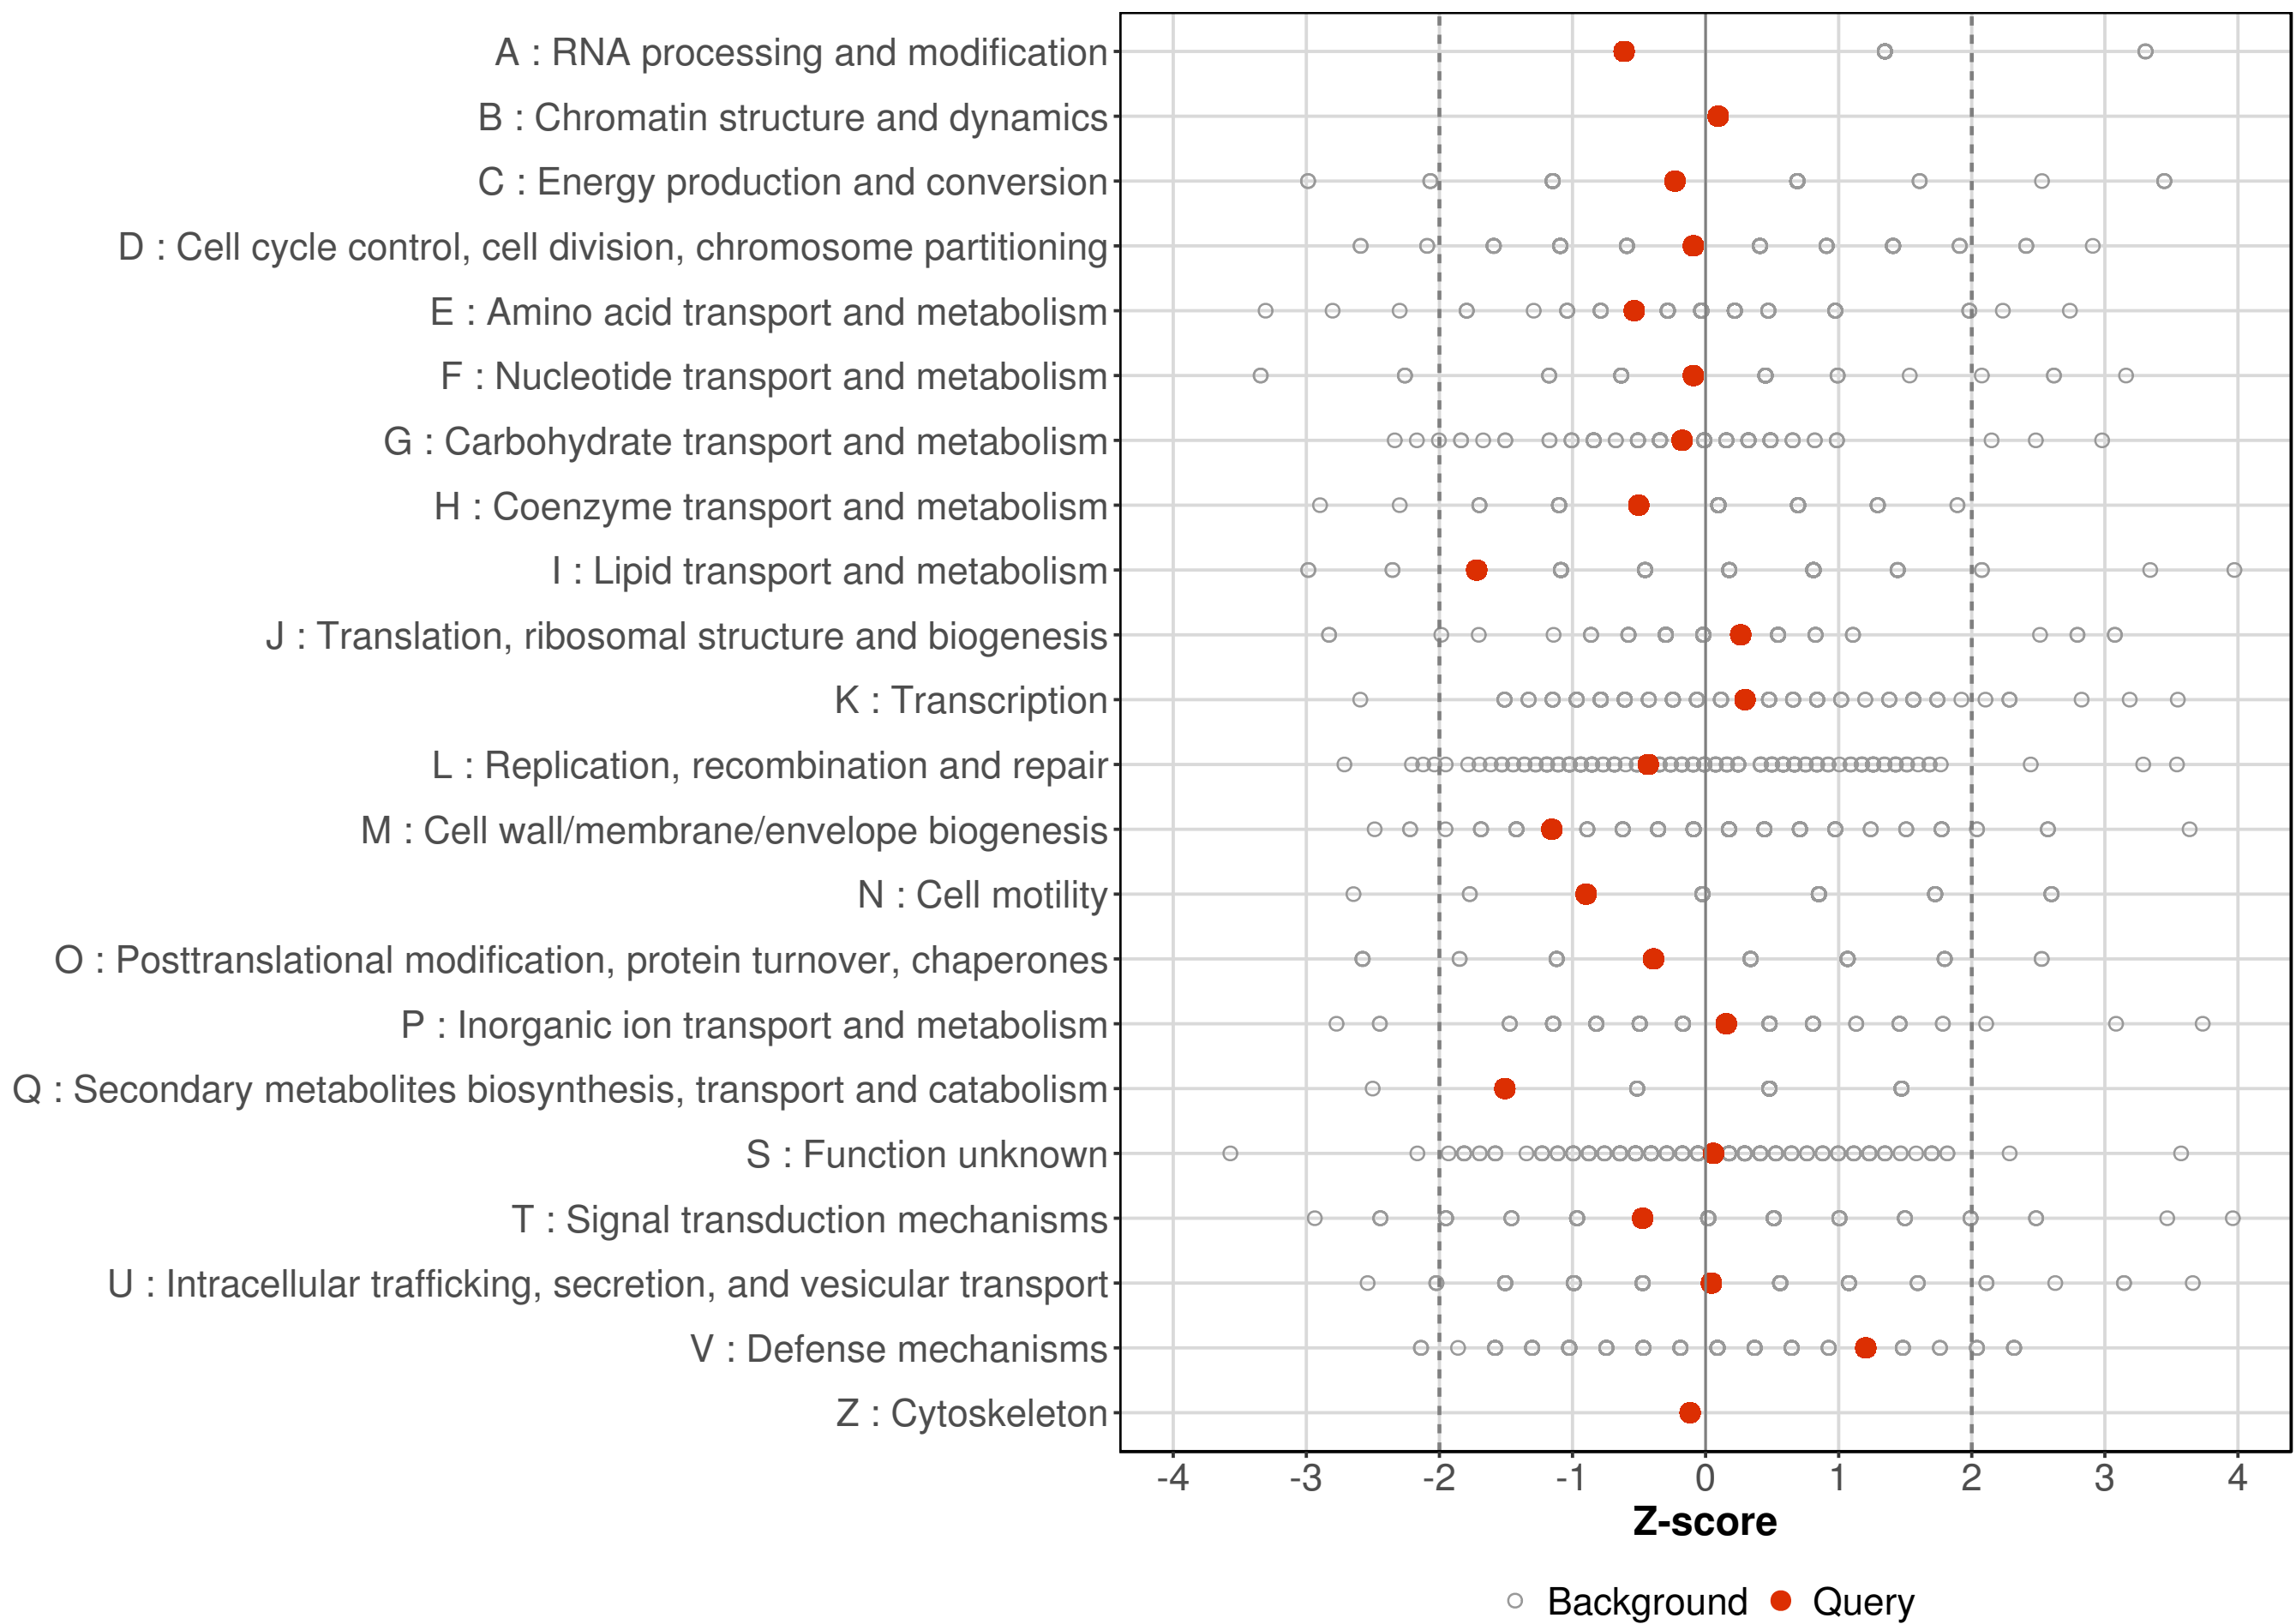 A : RNA processing and modification
B : Chromatin structure and dynamics
C : Energy production and conversion
D : Cell cycle control, cell division, chromosome partitioning
E : Amino acid transport and metabolism
F : Nucleotide transport and metabolism
G : Carbohydrate transport and metabolism
H : Coenzyme transport and metabolism
I : Lipid transport and metabolism
J : Translation, ribosomal structure and biogenesis
K : Transcription
L : Replication, recombination and repair
M : Cell wall/membrane/envelope biogenesis
N : Cell motility
O : Posttranslational modification, protein turnover, chaperones
P : Inorganic ion transport and metabolism
Q : Secondary metabolites biosynthesis, transport and catabolism
S : Function unknown
T : Signal transduction mechanisms
U : Intracellular trafficking, secretion, and vesicular transport
V : Defense mechanisms
Z : Cytoskeleton
-4 -3 -2 -1 0 1 2 3 4
Z-score
Background Query